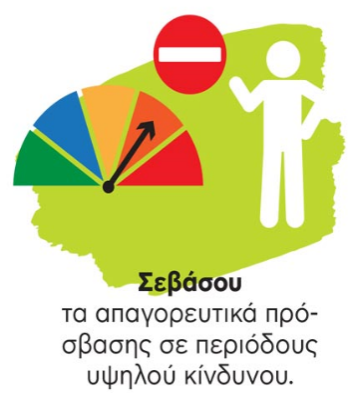 Σεβάσου
τα απαγορευτικά πρό-
σβασης σε περιόδους
υψηλού κίνδυνου.